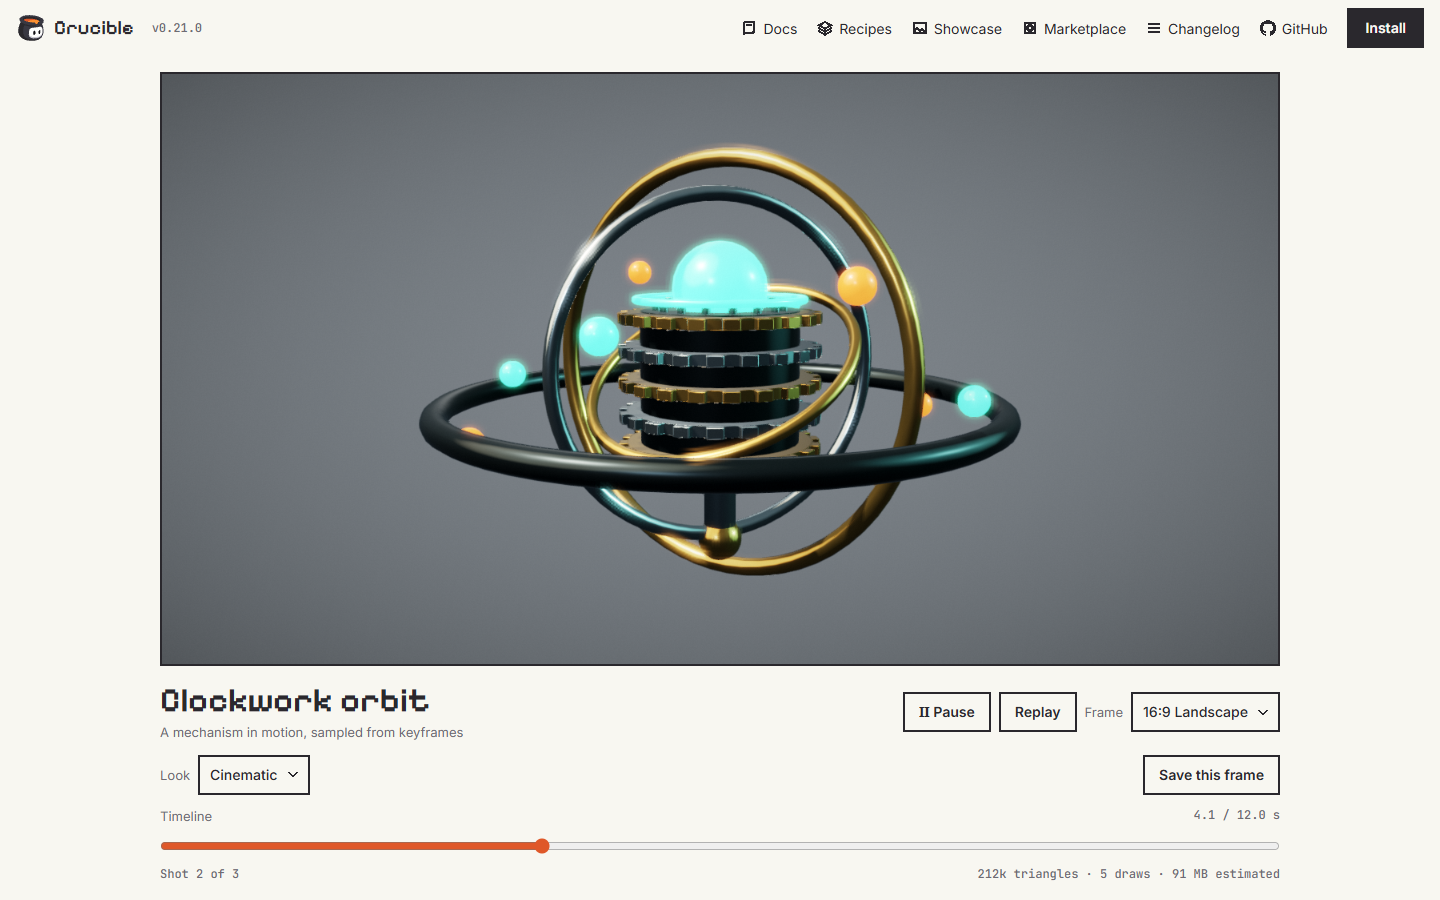 Crucible v0.21.0 Docs Recipes Showcase Marketplace Changelog GitHub Install
Clockwork orbit
A mechanism in motion, sampled from keyframes
Pause Replay Frame 16:9 Landscape
Look Cinematic Save this frame
Timeline 4.1 / 12.0 s
Shot 2 of 3 212k triangles · 5 draws · 91 MB estimated